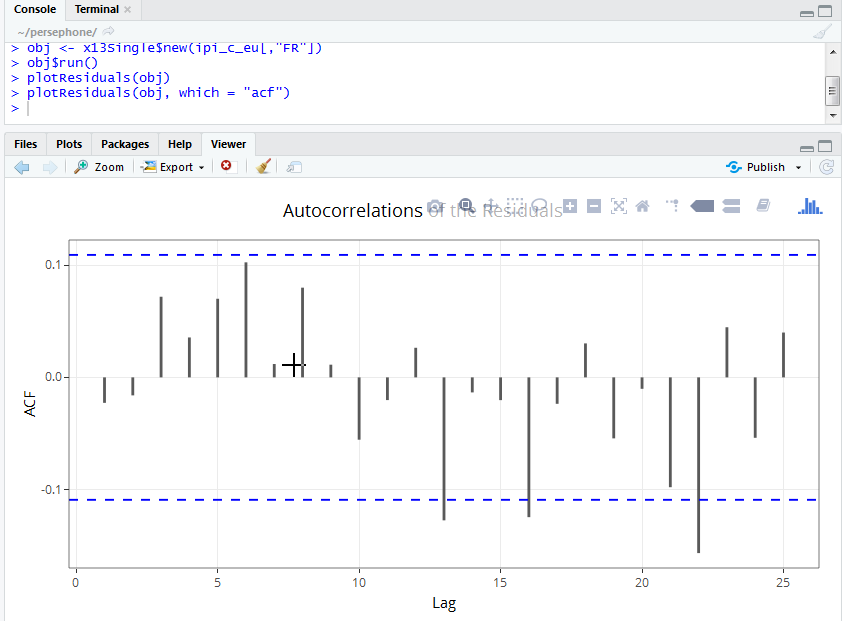 Console Terminal
~/persephone/
> obj <- x13Single$new(ipi_c_eu[,"FR"])
> obj$run()
> plotResiduals(obj)
> plotResiduals(obj, which = "acf")
>
Files Plots Packages Help Viewer
Zoom Export Publish
Autocorrelations of the Residuals
0.1
0.0
-0.1
ACF
0 5 10 15 20 25
Lag